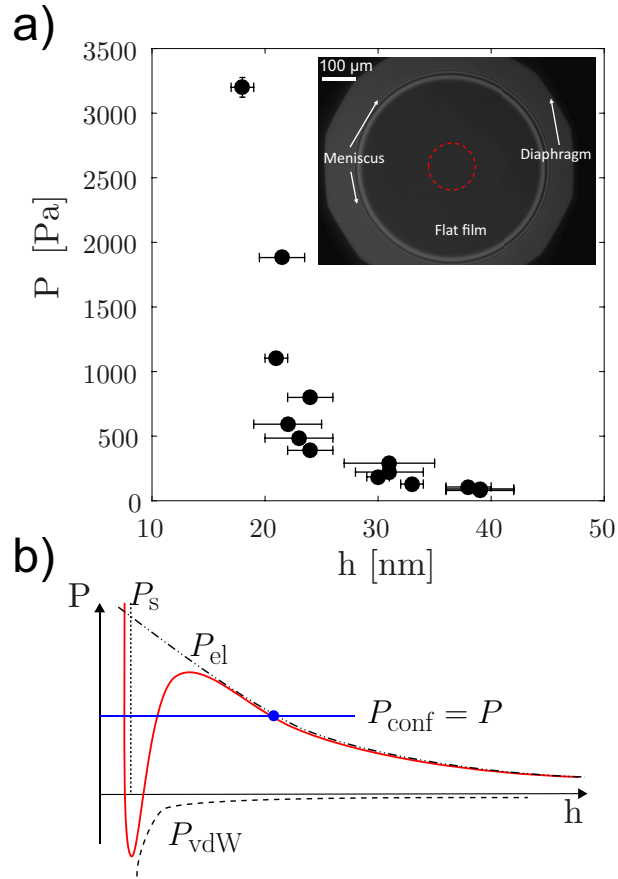 a)
3500
3000
2500
2000
1500
1000
500
0
P [Pa]
10 20 30 40 50
h [nm]
100 μm
Meniscus
Diaphragm
Flat film
b)
P
P_s
P_el
P_conf = P
h
P_vdW